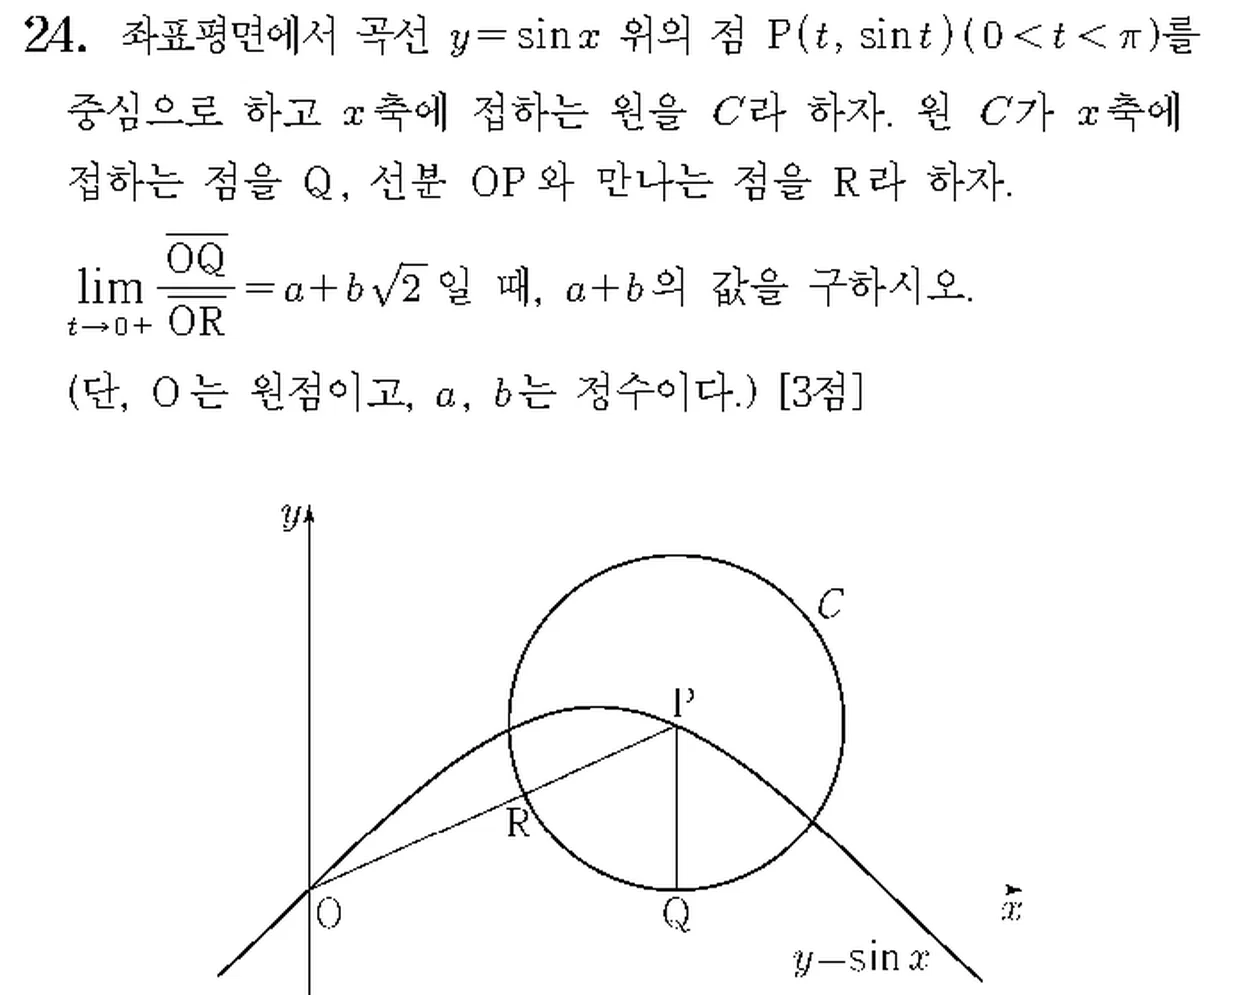 24. 좌표평면에서 곡선 y=sin x 위의 점 P(t, sin t)(0<t<π)를
중심으로 하고 x축에 접하는 원을 C라 하자. 원 C가 x축에
접하는 점을 Q, 선분 OP와 만나는 점을 R라 하자.
lim_{t→0+} \frac{\overline{OQ}}{\overline{OR}} = a+b√2 일 때, a+b의 값을 구하시오.
(단, O는 원점이고, a, b는 정수이다.) [3점]
y
C
P
R
O
Q
x
y=sin x